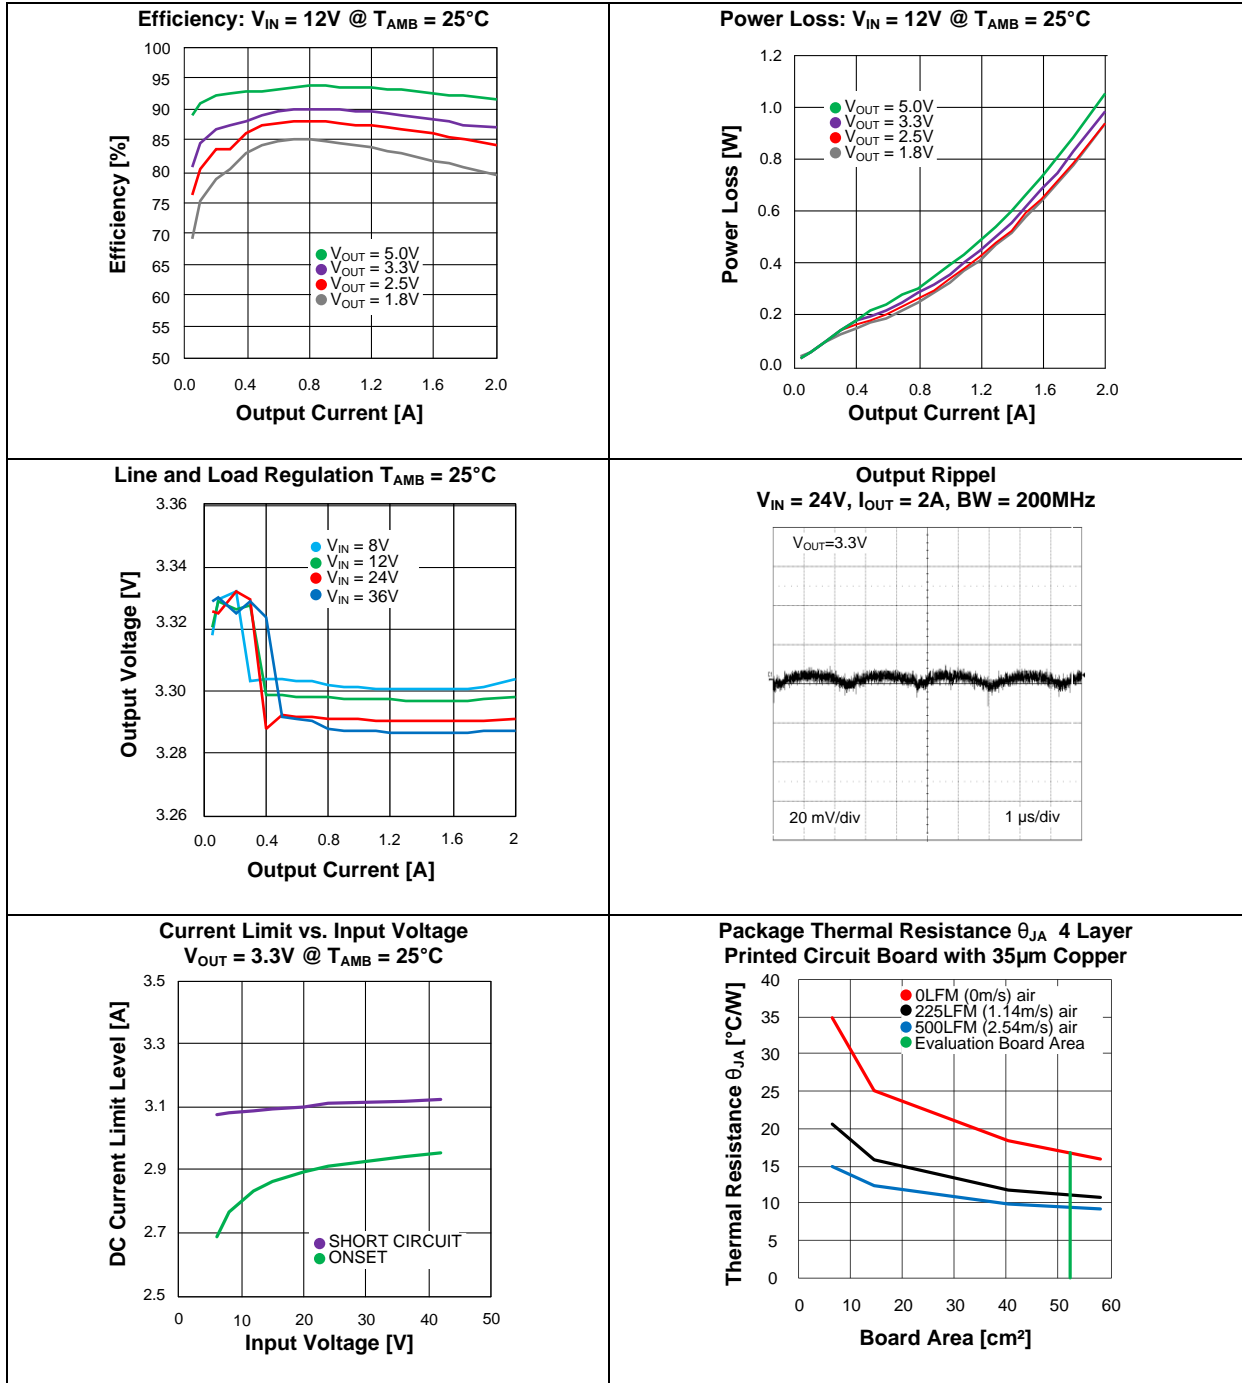 Efficiency: VIN = 12V @ TAMB = 25°C
100
95
90
85
80
75
70
65
60
55
50
Efficiency [%]
VOUT = 5.0V
VOUT = 3.3V
VOUT = 2.5V
VOUT = 1.8V
0.0 0.4 0.8 1.2 1.6 2.0
Output Current [A]
Power Loss: VIN = 12V @ TAMB = 25°C
1.2
1.0
0.8
0.6
0.4
0.2
0.0
Power Loss [W]
VOUT = 5.0V
VOUT = 3.3V
VOUT = 2.5V
VOUT = 1.8V
0.0 0.4 0.8 1.2 1.6 2.0
Output Current [A]
Line and Load Regulation TAMB = 25°C
3.36
3.34
3.32
3.30
3.28
3.26
Output Voltage [V]
VIN = 8V
VIN = 12V
VIN = 24V
VIN = 36V
0.0 0.4 0.8 1.2 1.6 2
Output Current [A]
Output Rippel
VIN = 24V, IOUT = 2A, BW = 200MHz
VOUT=3.3V
20 mV/div 1 µs/div
Current Limit vs. Input Voltage
VOUT = 3.3V @ TAMB = 25°C
3.5
3.3
3.1
2.9
2.7
2.5
DC Current Limit Level [A]
SHORT CIRCUIT
ONSET
0 10 20 30 40 50
Input Voltage [V]
Package Thermal Resistance θJA 4 Layer
Printed Circuit Board with 35µm Copper
40
35
30
25
20
15
10
5
0
Thermal Resistance θJA [°C/W]
0LFM (0m/s) air
225LFM (1.14m/s) air
500LFM (2.54m/s) air
Evaluation Board Area
0 10 20 30 40 50 60
Board Area [cm²]